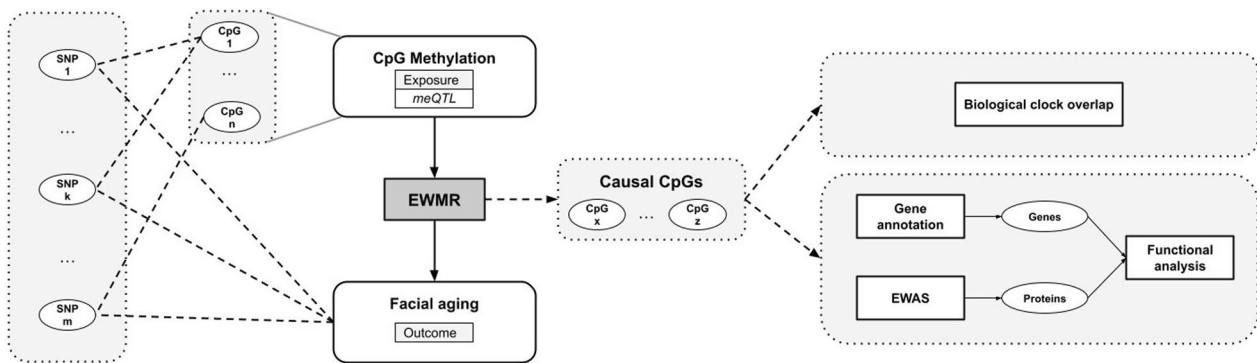 SNP
1
...
SNP
k
...
SNP
m
CpG
1
...
CpG
n
CpG Methylation
Exposure
meQTL
EWMR
Facial aging
Outcome
Causal CpGs
CpG
x
...
CpG
z
Biological clock overlap
Gene
annotation
Genes
EWAS
Proteins
Functional
analysis